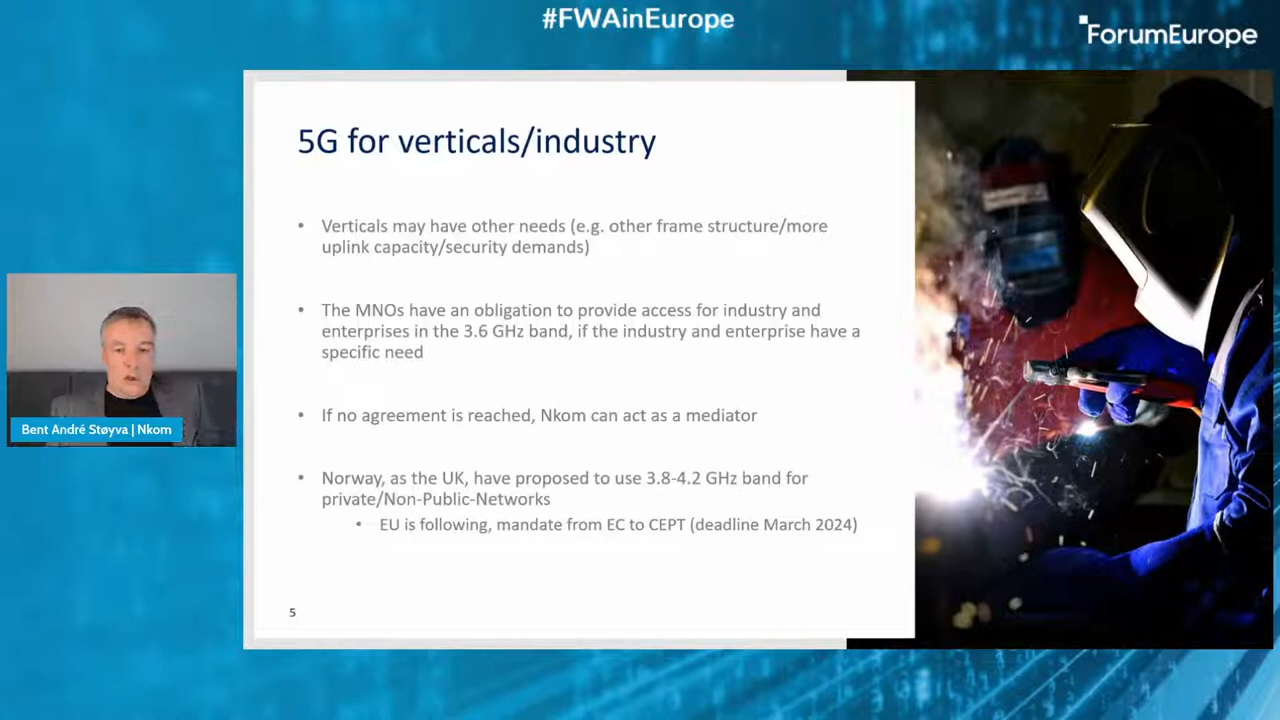 #FWAinEurope
ForumEurope
5G for verticals/industry
• Verticals may have other needs (e.g. other frame structure/more
uplink capacity/security demands)
• The MNOs have an obligation to provide access for industry and
enterprises in the 3.6 GHz band, if the industry and enterprise have a
specific need
• If no agreement is reached, Nkom can act as a mediator
• Norway, as the UK, have proposed to use 3.8-4.2 GHz band for
private/Non-Public-Networks
• EU is following, mandate from EC to CEPT (deadline March 2024)
5
Bent André Støyva | Nkom